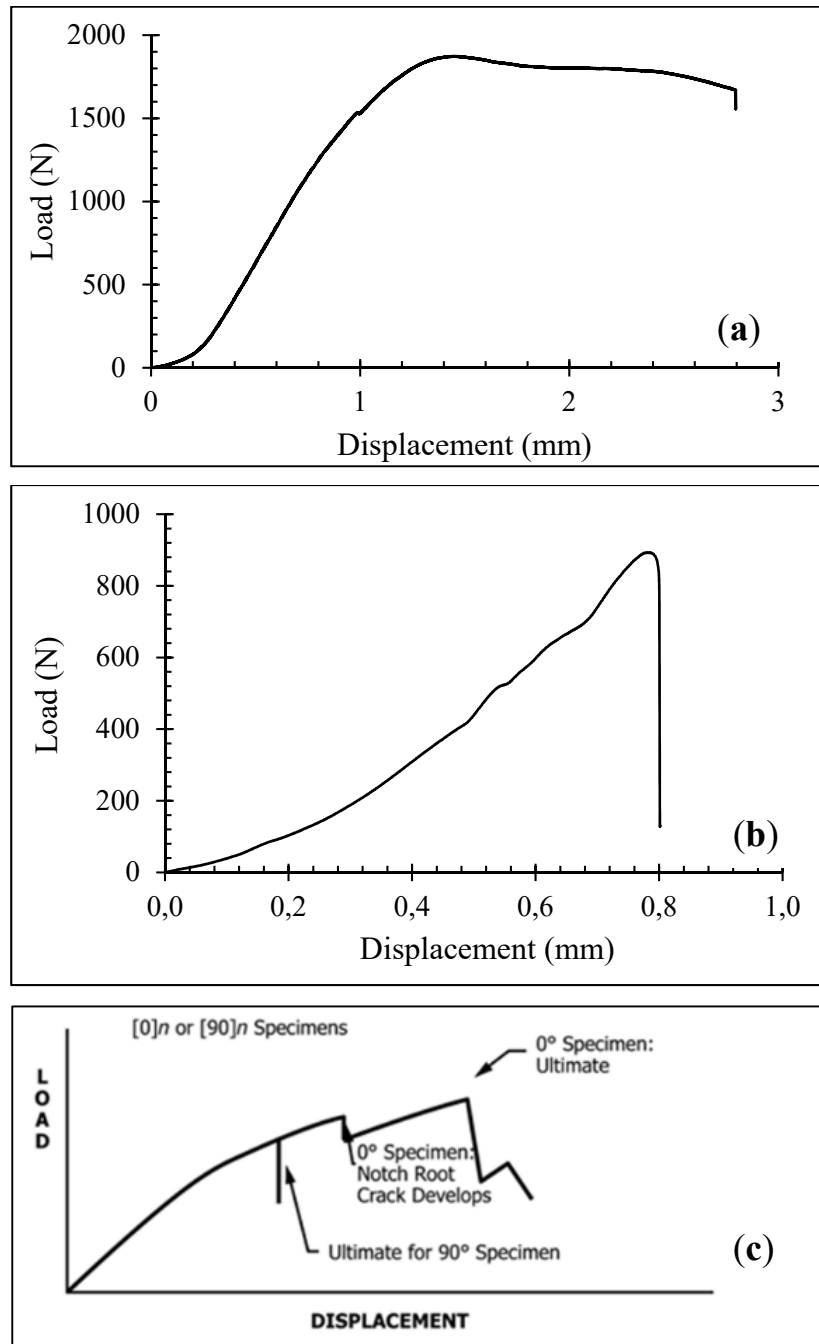 2000
1500
1000
500
0
Load (N)
0 1 2 3
Displacement (mm)
(a)
1000
800
600
400
200
0
Load (N)
0,0 0,2 0,4 0,6 0,8 1,0
Displacement (mm)
(b)
[0]n or [90]n Specimens
LOAD
0° Specimen:
Ultimate
0° Specimen:
Notch Root
Crack Develops
Ultimate for 90° Specimen
(c)
DISPLACEMENT